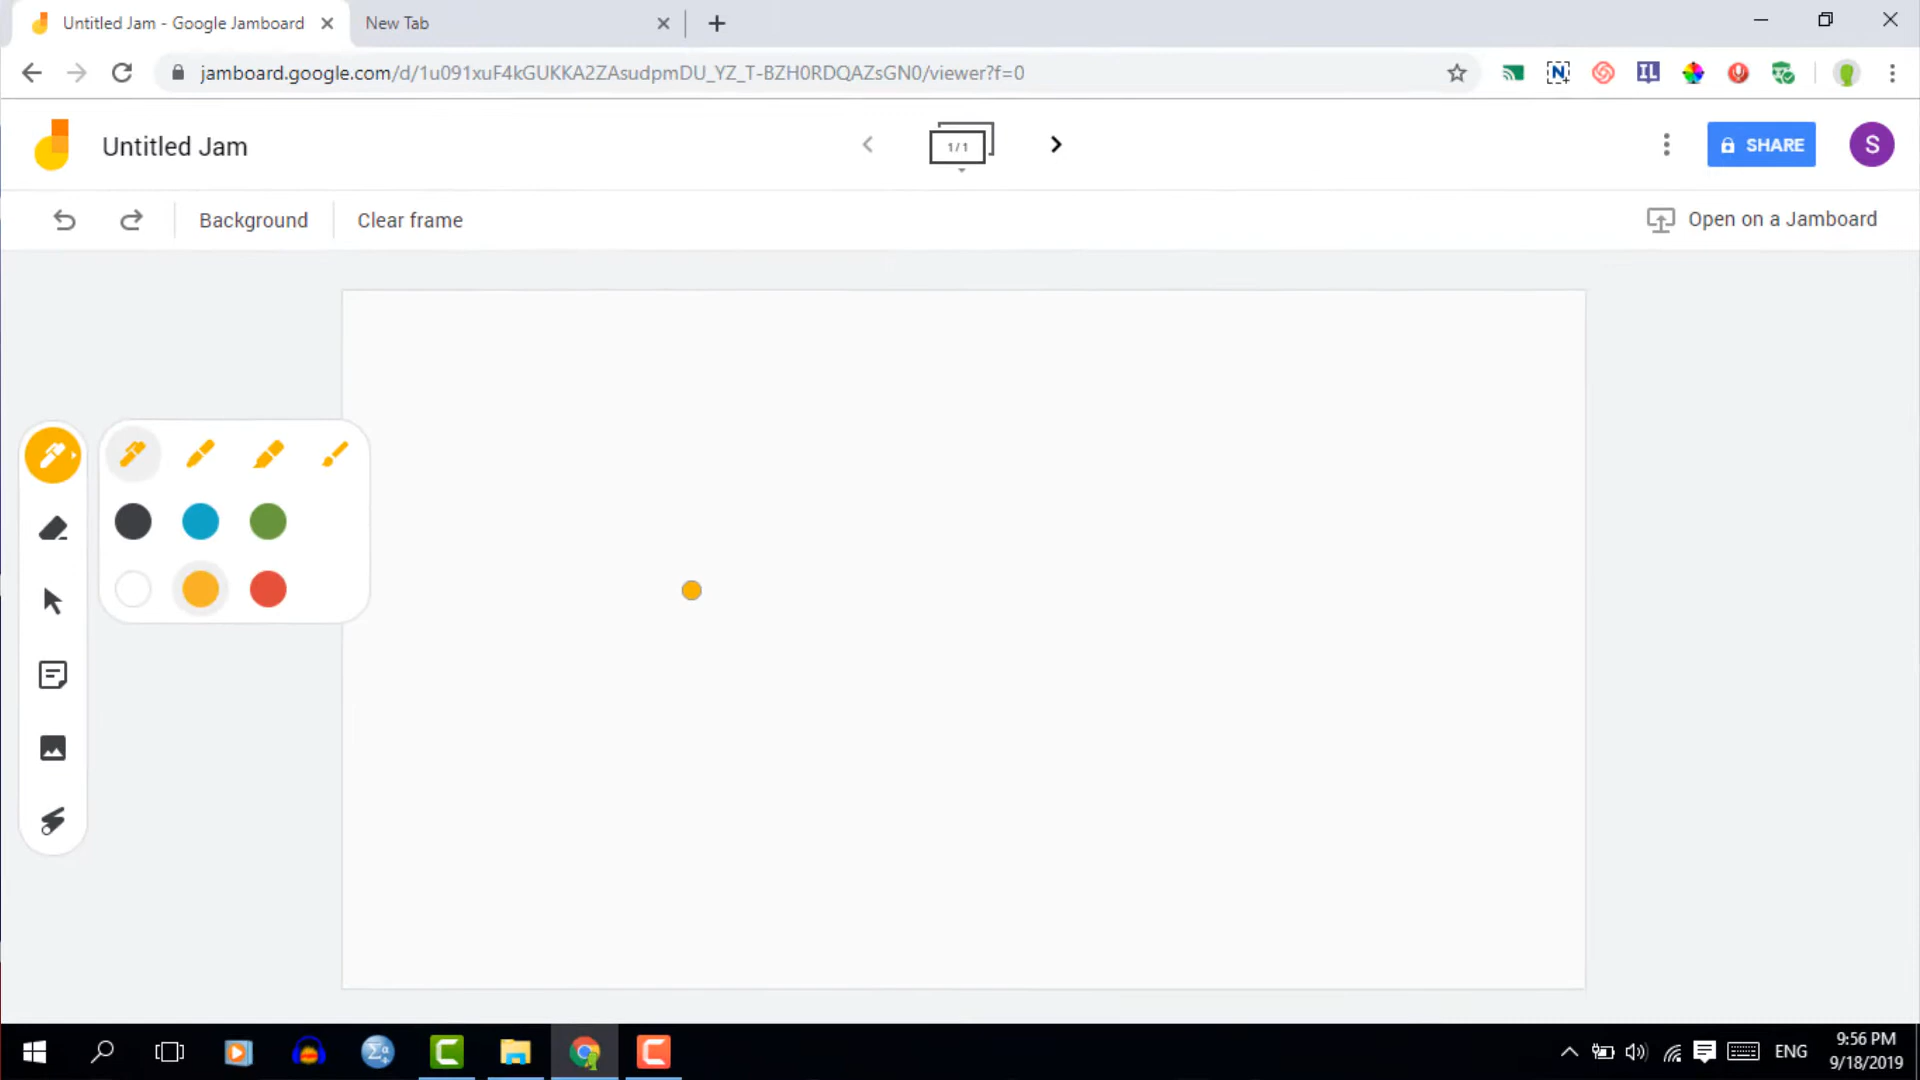 Untitled Jam - Google Jamboard
New Tab
jamboard.google.com/d/1u091xuF4kGUKKA2ZAsudpmDU_YZ_T-BZH0RDQAZsGN0/viewer?f=0
N
IL
Untitled Jam
1/1
SHARE
S
Background
Clear frame
Open on a Jamboard
ENG
9:56 PM
9/18/2019